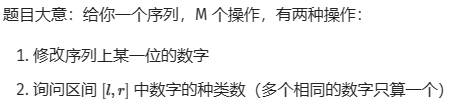 题目大意：给你一个序列，M 个操作，有两种操作：
1. 修改序列上某一位的数字
2. 询问区间 [l, r] 中数字的种类数（多个相同的数字只算一个）